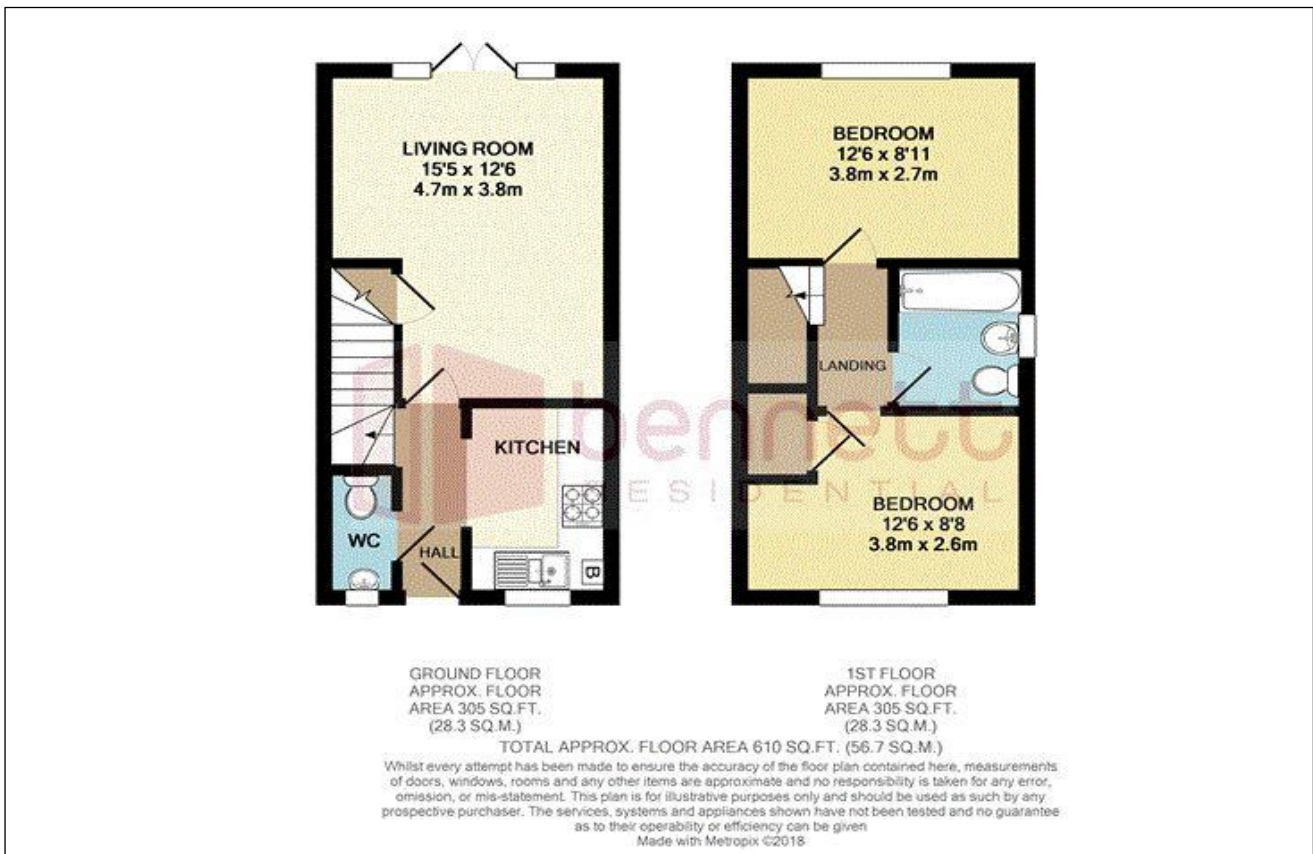 LIVING ROOM
15'5 x 12'6
4.7m x 3.8m
KITCHEN
WC
HALL
B
BEDROOM
12'6 x 8'11
3.8m x 2.7m
LANDING
BEDROOM
12'6 x 8'8
3.8m x 2.6m
bennett
RESIDENTIAL
GROUND FLOOR
APPROX. FLOOR
AREA 305 SQ.FT.
(28.3 SQ.M.)
1ST FLOOR
APPROX. FLOOR
AREA 305 SQ.FT.
(28.3 SQ.M.)
TOTAL APPROX. FLOOR AREA 610 SQ.FT. (56.7 SQ.M.)
Whilst every attempt has been made to ensure the accuracy of the floor plan contained here, measurements
of doors, windows, rooms and any other items are approximate and no responsibility is taken for any error,
omission, or mis-statement. This plan is for illustrative purposes only and should be used as such by any
prospective purchaser. The services, systems and appliances shown have not been tested and no guarantee
as to their operability or efficiency can be given
Made with Metropix ©2018